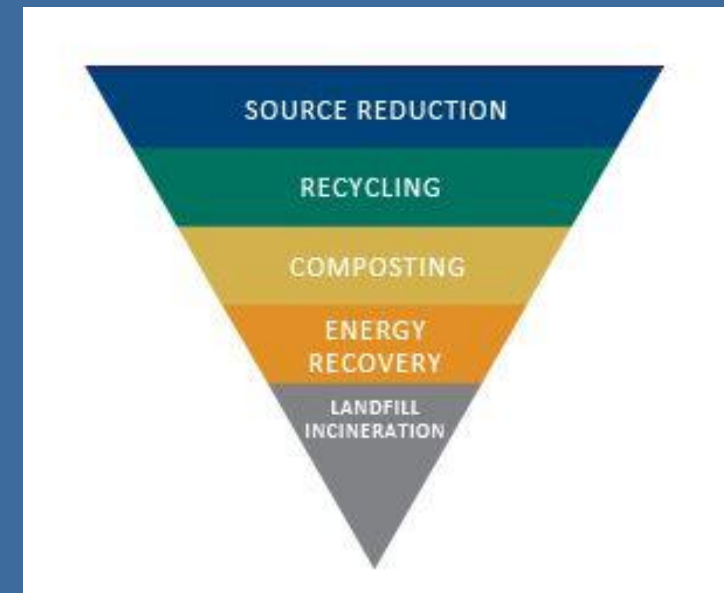 SOURCE REDUCTION
RECYCLING
COMPOSTING
ENERGY
RECOVERY
LANDFILL
INCINERATION